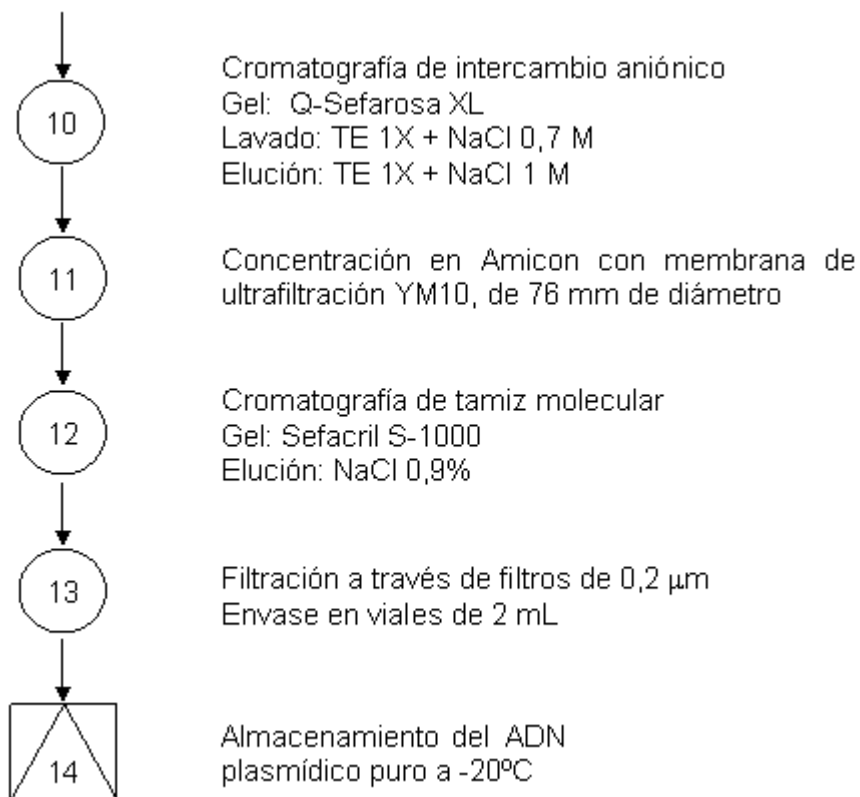 10
Cromatografía de intercambio aniónico
Gel: Q-Sefarosa XL
Lavado: TE 1X + NaCl 0,7 M
Elución: TE 1X + NaCl 1 M
11
Concentración en Amicon con membrana de
ultrafiltración YM10, de 76 mm de diámetro
12
Cromatografía de tamiz molecular
Gel: Sefacril S-1000
Elución: NaCl 0,9%
13
Filtración a través de filtros de 0,2 μm
Envase en viales de 2 mL
14
Almacenamiento del ADN
plasmídico puro a -20ºC